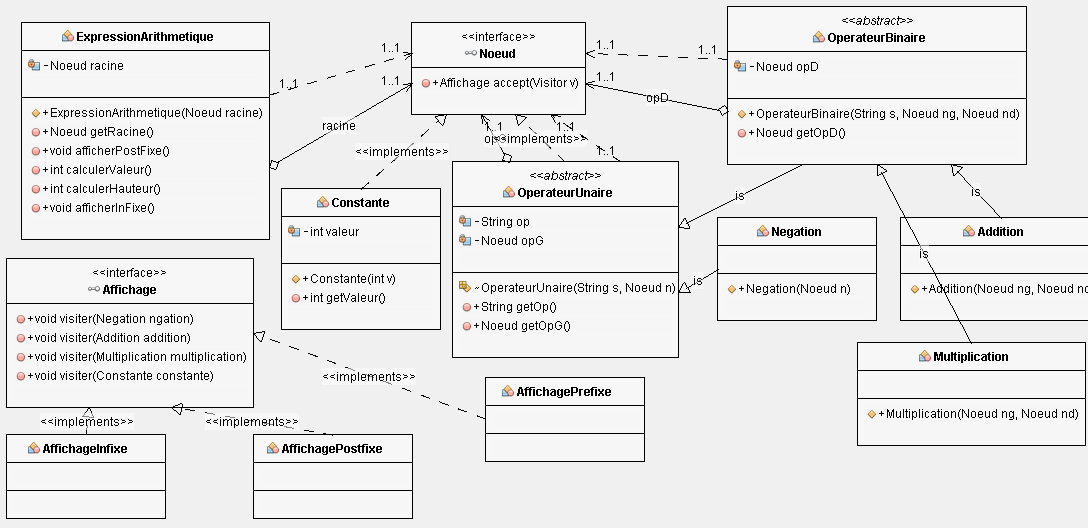 ExpressionArithmetique
- Noeud racine
+ ExpressionArithmetique(Noeud racine)
+ Noeud getRacine()
+ void afficherPostFixe()
+ int calculerValeur()
+ int calculerHauteur()
+ void afficherInFixe()
1..1
1..1
1..1
racine
<<interface>>
Noeud
+ Affichage accept(Visitor v)
1..1
1..1
1..1
opD
<<abstract>>
OperateurBinaire
- Noeud opD
+ OperateurBinaire(String s, Noeud ng, Noeud nd)
+ Noeud getOpD()
<<implements>>
1..1
<<implements>>
1..1
1..1
Constante
- int valeur
+ Constante(int v)
+ int getValeur()
<<abstract>>
OperateurUnaire
- String op
- Noeud opG
~ OperateurUnaire(String s, Noeud n)
+ String getOp()
+ Noeud getOpG()
is
is
is
is
Negation
+ Negation(Noeud n)
Addition
+ Addition(Noeud ng, Noeud nd
Multiplication
+ Multiplication(Noeud ng, Noeud nd)
<<interface>>
Affichage
+ void visiter(Negation ngation)
+ void visiter(Addition addition)
+ void visiter(Multiplication multiplication)
+ void visiter(Constante constante)
<<implements>>
<<implements>>
<<implements>>
AffichagePrefixe
AffichageInfixe
AffichagePostfixe